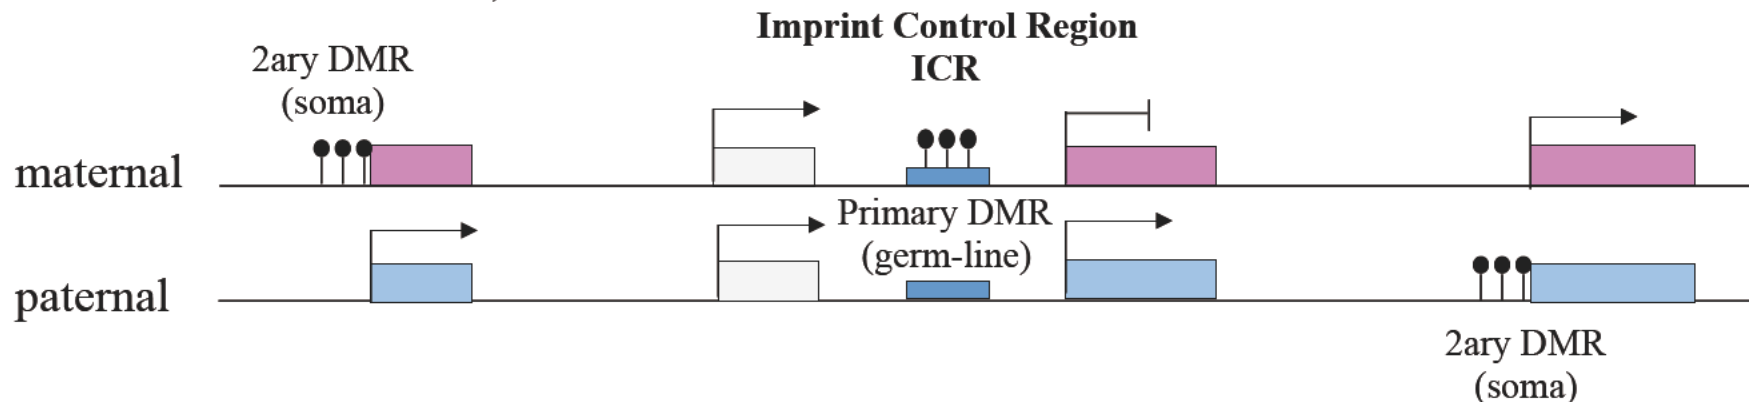 Imprint Control Region
ICR
2ary DMR
(soma)
maternal
Primary DMR
(germ-line)
paternal
2ary DMR
(soma)